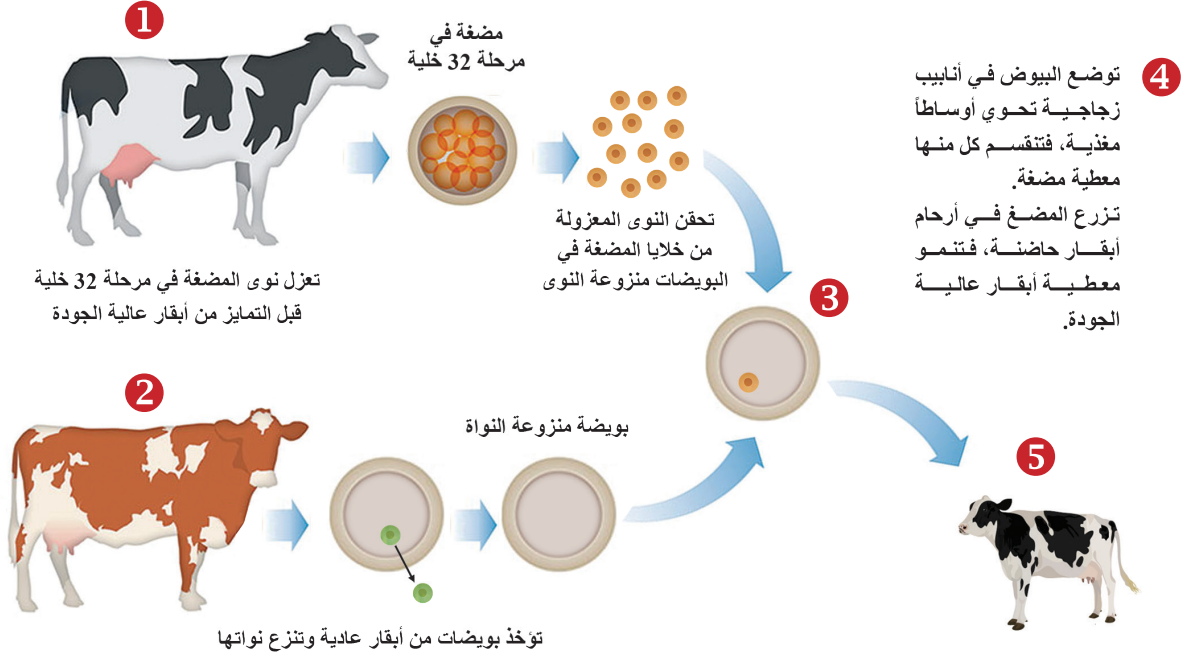 1
مضغة في
مرحلة 32 خلية
تعزل نوى المضغة في مرحلة 32 خلية
قبل التمايز من أبقار عالية الجودة
تحقن النوى المعزولة
من خلايا المضغة في
البويضات منزوعة النوى
2
بويضة منزوعة النواة
تؤخذ بويضات من أبقار عادية وتنزع نواتها
3
4
توضع البيوض في أنابيب
زجاجية تحوي أوساطاً
مغذية، فتنقسم كل منها
معطية مضغة.
تزرع المضغ في أرحام
أبقار حاضنة، فتنمو
معطية أبقار عالية
الجودة.
5